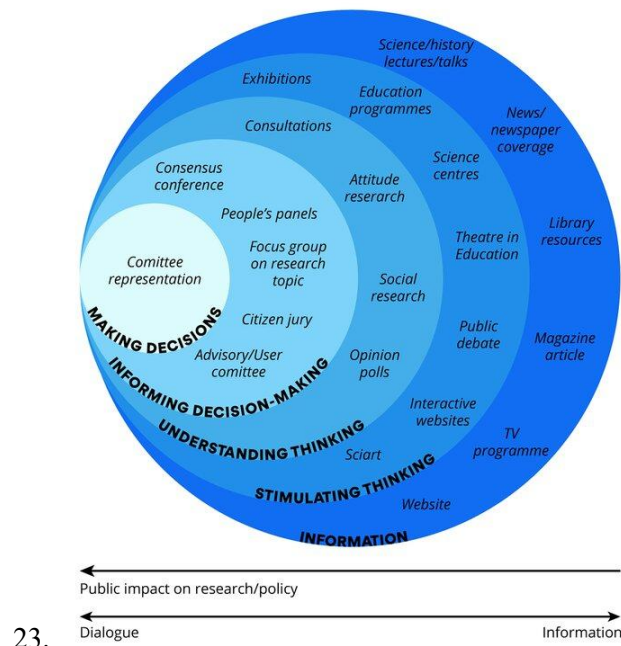 Science/history
lectures/talks
Exhibitions
Education
programmes
News/
newspaper
coverage
Consultations
Science
centres
Consensus
conference
Attitude
reserarch
People's panels
Library
resources
Theatre in
Education
Focus group
on research
topic
Comittee
representation
Social
research
Citizen jury
Public
debate
Magazine
article
MAKING DECISIONS
Advisory/User
comittee
Opinion
polls
INFORMING DECISION-MAKING
Interactive
websites
TV
programme
UNDERSTANDING THINKING
Sciart
STIMULATING THINKING
Website
INFORMATION
Public impact on research/policy
23.
Dialogue
Information